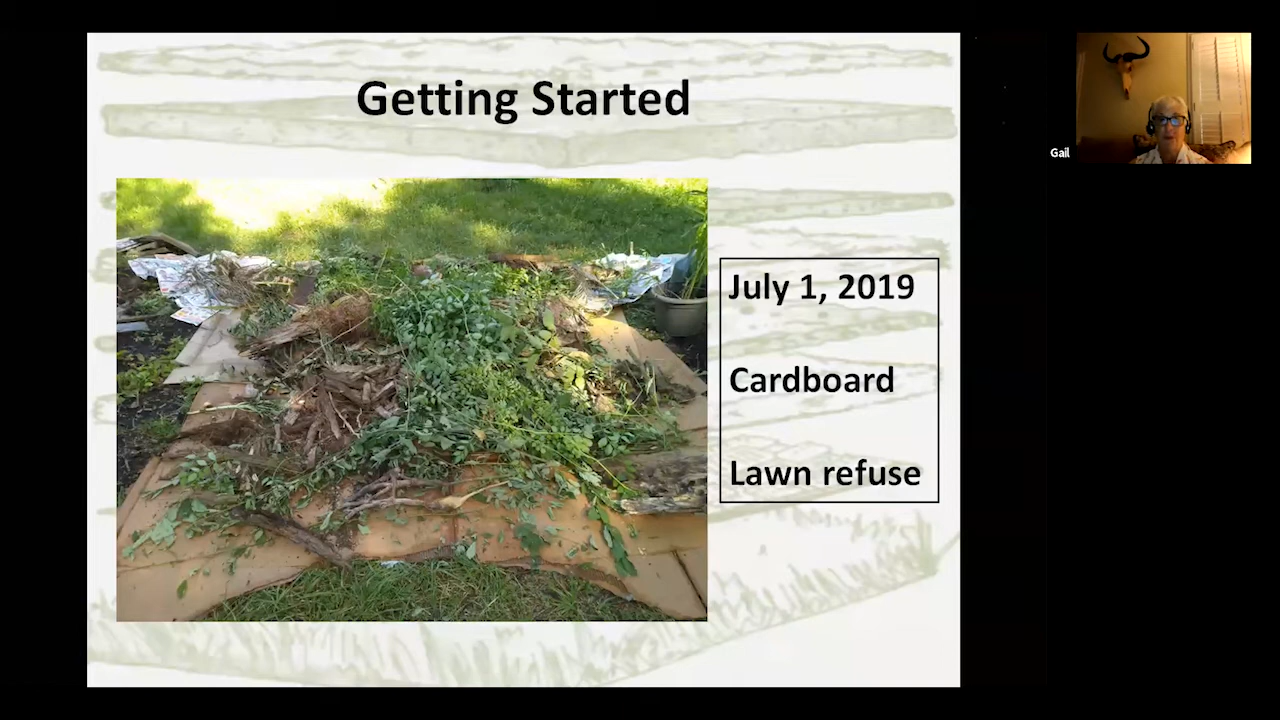 Getting Started
Gail
July 1, 2019
Cardboard
Lawn refuse